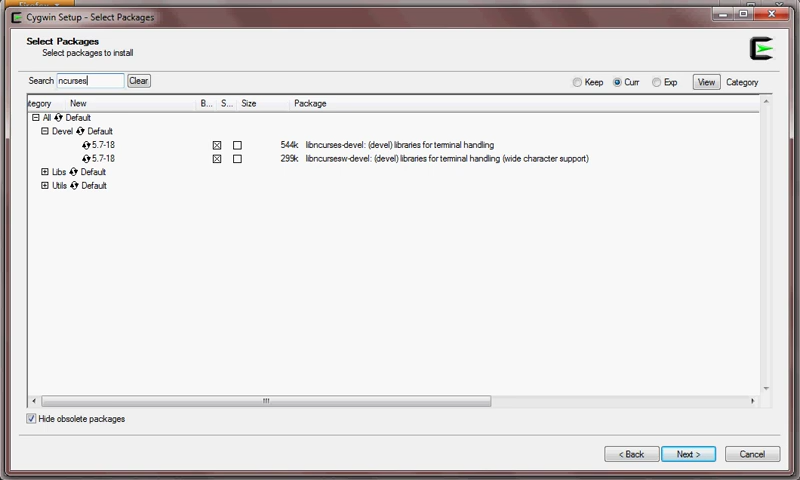 Cygwin Setup - Select Packages
Select Packages
Select packages to install
Search ncurses Clear Keep Curr Exp View Category
tegory New B... S... Size Package
All Default
Devel Default
5.7-18 544k libncurses-devel: (devel) libraries for terminal handling
5.7-18 299k libncursesw-devel: (devel) libraries for terminal handling (wide character support)
Libs Default
Utils Default
Hide obsolete packages
< Back Next > Cancel